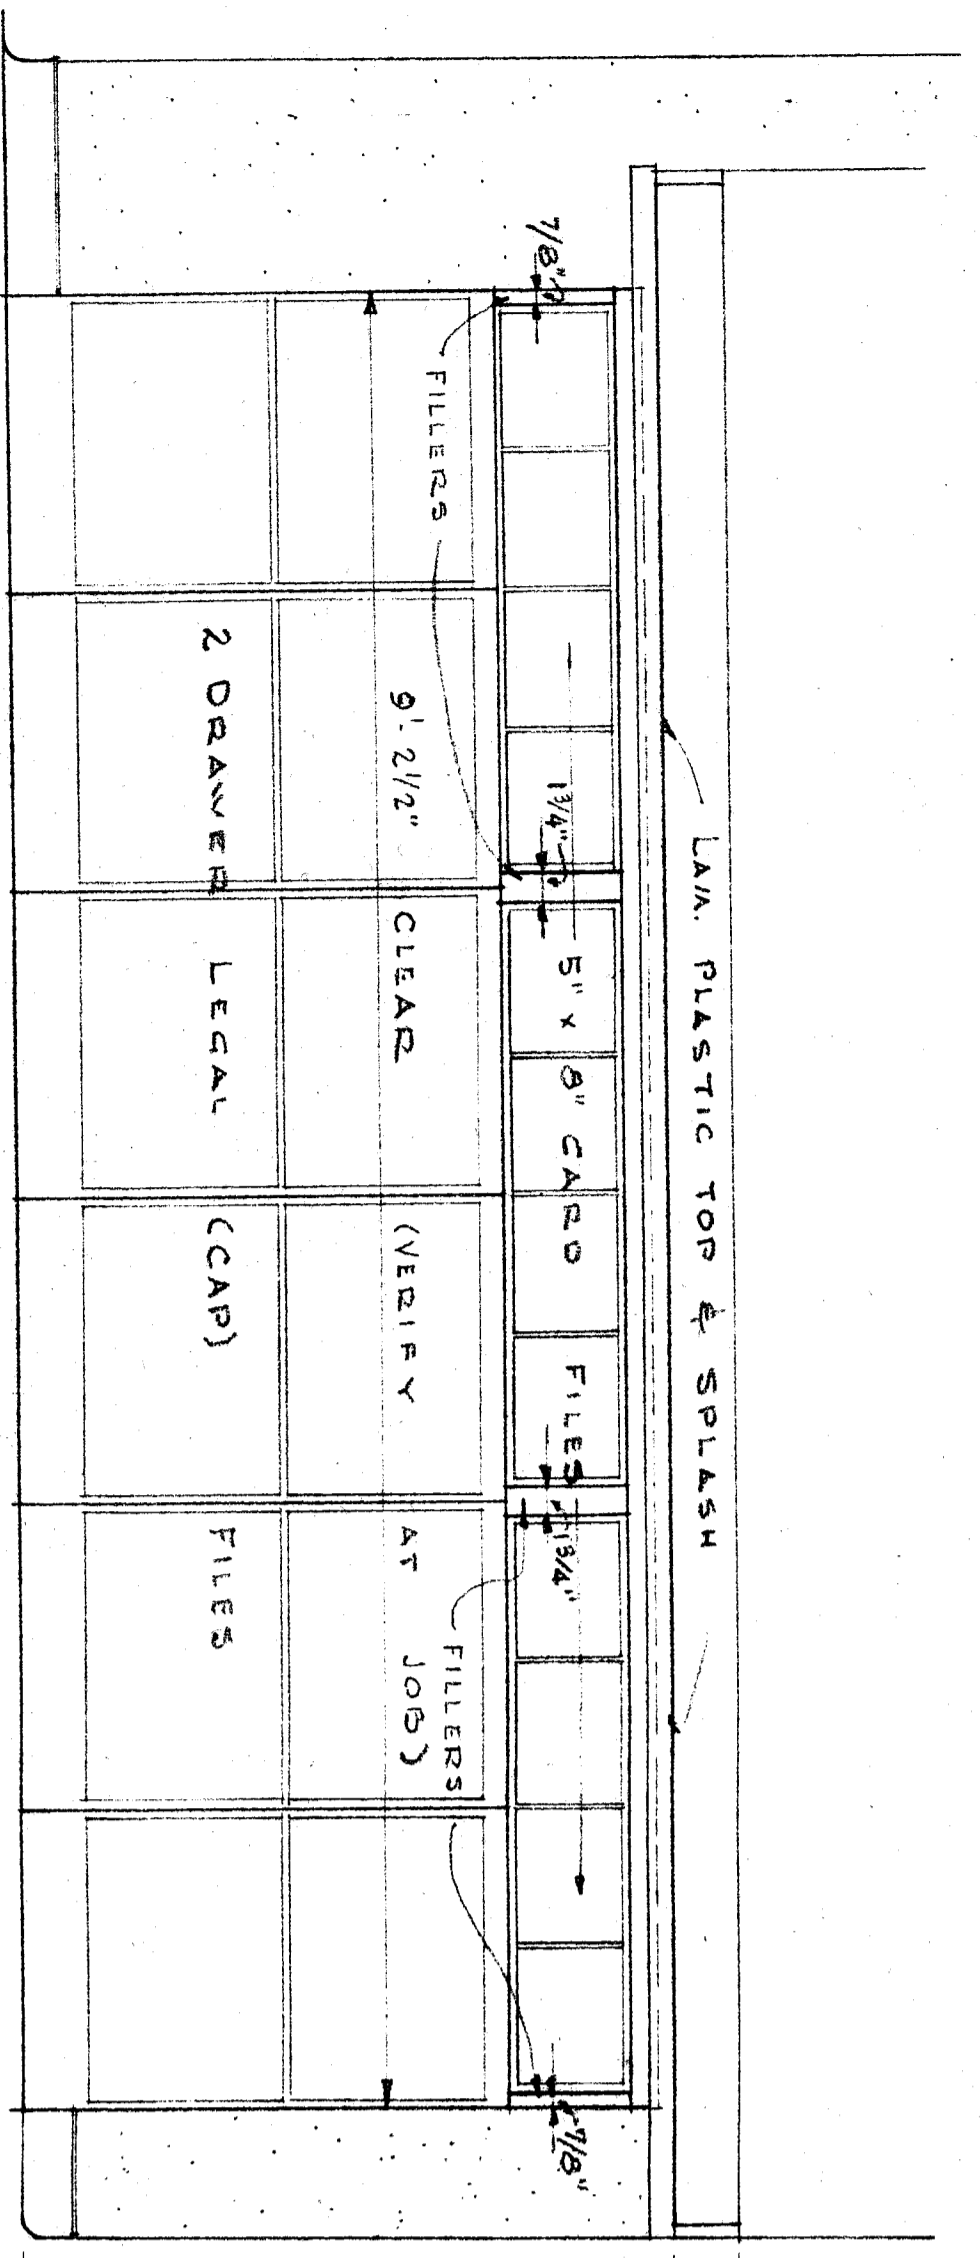 LAM. PLASTIC TOP & SPLASH
7/8"
1 3/4"
5" x 8" CARD FILES
1 3/4"
7/8"
FILLERS
FILLERS
9'-2 1/2" CLEAR (VERIFY AT JOB)
2 DRAWER LEGAL (CAP) FILES